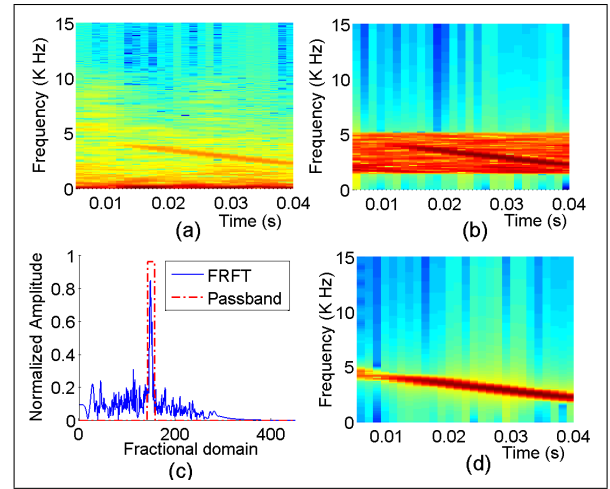 15
10
5
0
Frequency (K Hz)
0.01 0.02 0.03 0.04
Time (s)
(a)
15
10
5
0
Frequency (K Hz)
0.01 0.02 0.03 0.04
Time (s)
(b)
1
0.8
0.6
0.4
0.2
0
Normalized Amplitude
FRFT
Passband
0 200 400
Fractional domain
(c)
15
10
5
0
Frequency (K Hz)
0.01 0.02 0.03 0.04
Time (s)
(d)